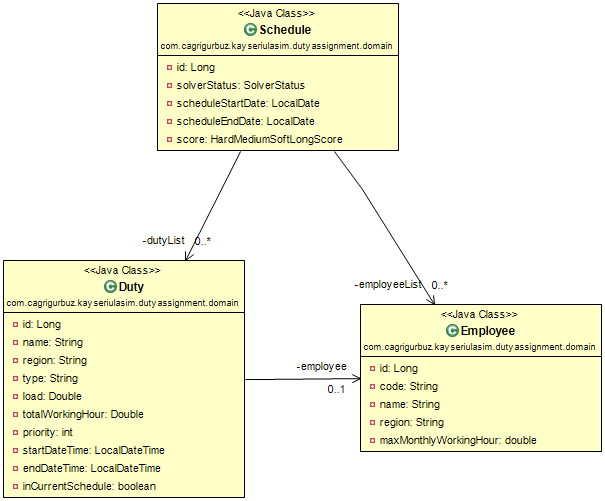 <<Java Class>>
Schedule
com.cagrigurbuz.kayseriulasim.dutyassignment.domain
id: Long
solverStatus: SolverStatus
scheduleStartDate: LocalDate
scheduleEndDate: LocalDate
score: HardMediumSoftLongScore
-dutyList 0..*
-employeeList 0..*
<<Java Class>>
Duty
com.cagrigurbuz.kayseriulasim.dutyassignment.domain
id: Long
name: String
region: String
type: String
load: Double
totalWorkingHour: Double
priority: int
startDateTime: LocalDateTime
endDateTime: LocalDateTime
inCurrentSchedule: boolean
-employee
0..1
<<Java Class>>
Employee
com.cagrigurbuz.kayseriulasim.dutyassignment.domain
id: Long
code: String
name: String
region: String
maxMonthlyWorkingHour: double